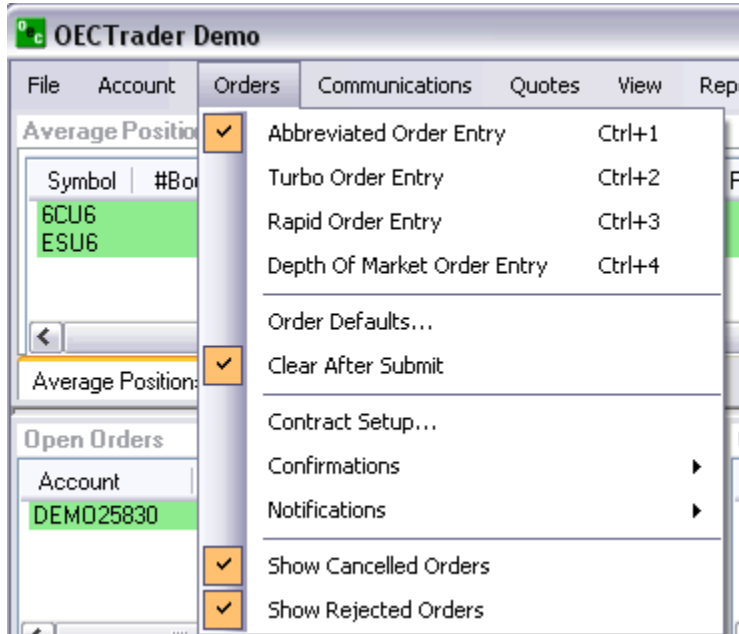 OECTrader Demo
File Account Orders Communications Quotes View
Average
Abbreviated Order Entry Ctrl+1
Symbol
Turbo Order Entry Ctrl+2
6CU6
Rapid Order Entry Ctrl+3
ESU6
Depth Of Market Order Entry Ctrl+4
Order Defaults...
Clear After Submit
Average
Contract Setup...
Open Orders
Confirmations
Account
Notifications
DEMO25830
Show Cancelled Orders
Show Rejected Orders